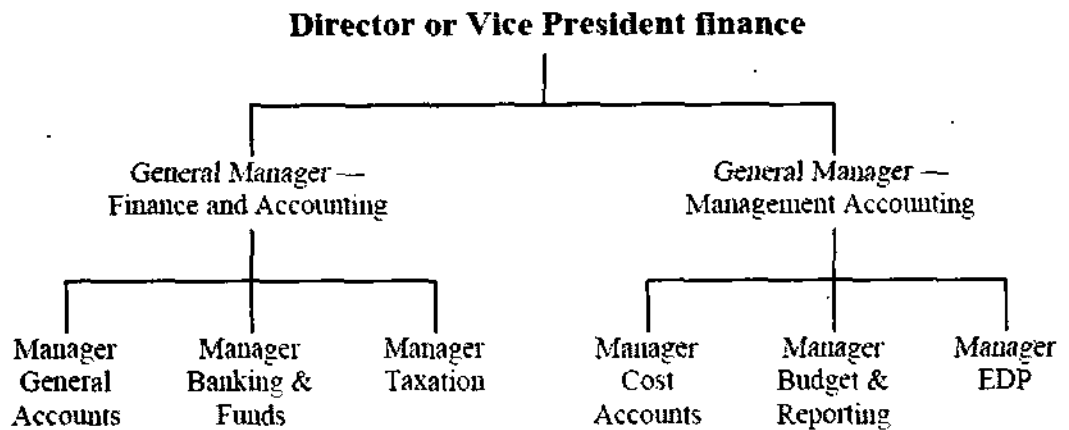 Director or Vice President finance
General Manager —
Finance and Accounting
General Manager —
Management Accounting
Manager
General
Accounts
Manager
Banking &
Funds
Manager
Taxation
Manager
Cost
Accounts
Manager
Budget &
Reporting
Manager
EDP